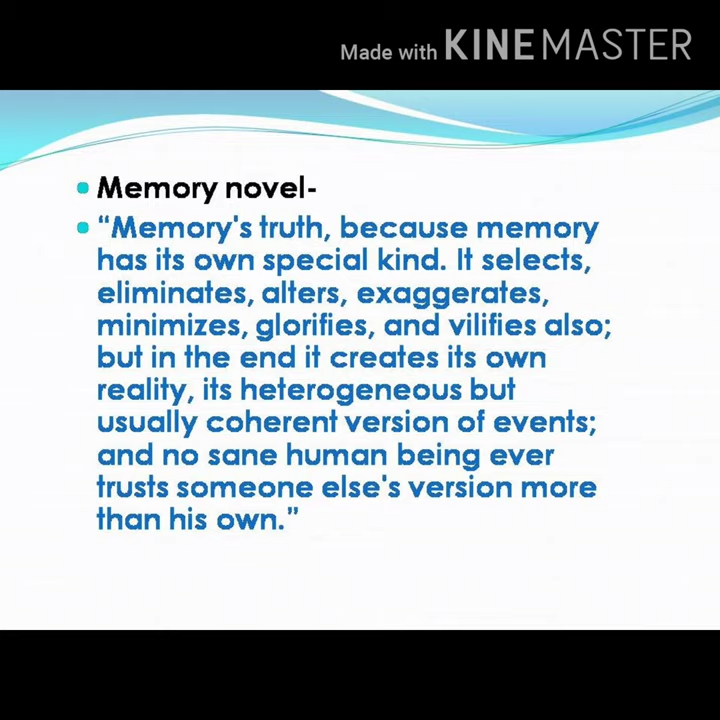 Made with KINEMASTER
Memory novel-
“Memory's truth, because memory
has its own special kind. It selects,
eliminates, alters, exaggerates,
minimizes, glorifies, and vilifies also;
but in the end it creates its own
reality, its heterogeneous but
usually coherent version of events;
and no sane human being ever
trusts someone else's version more
than his own.”